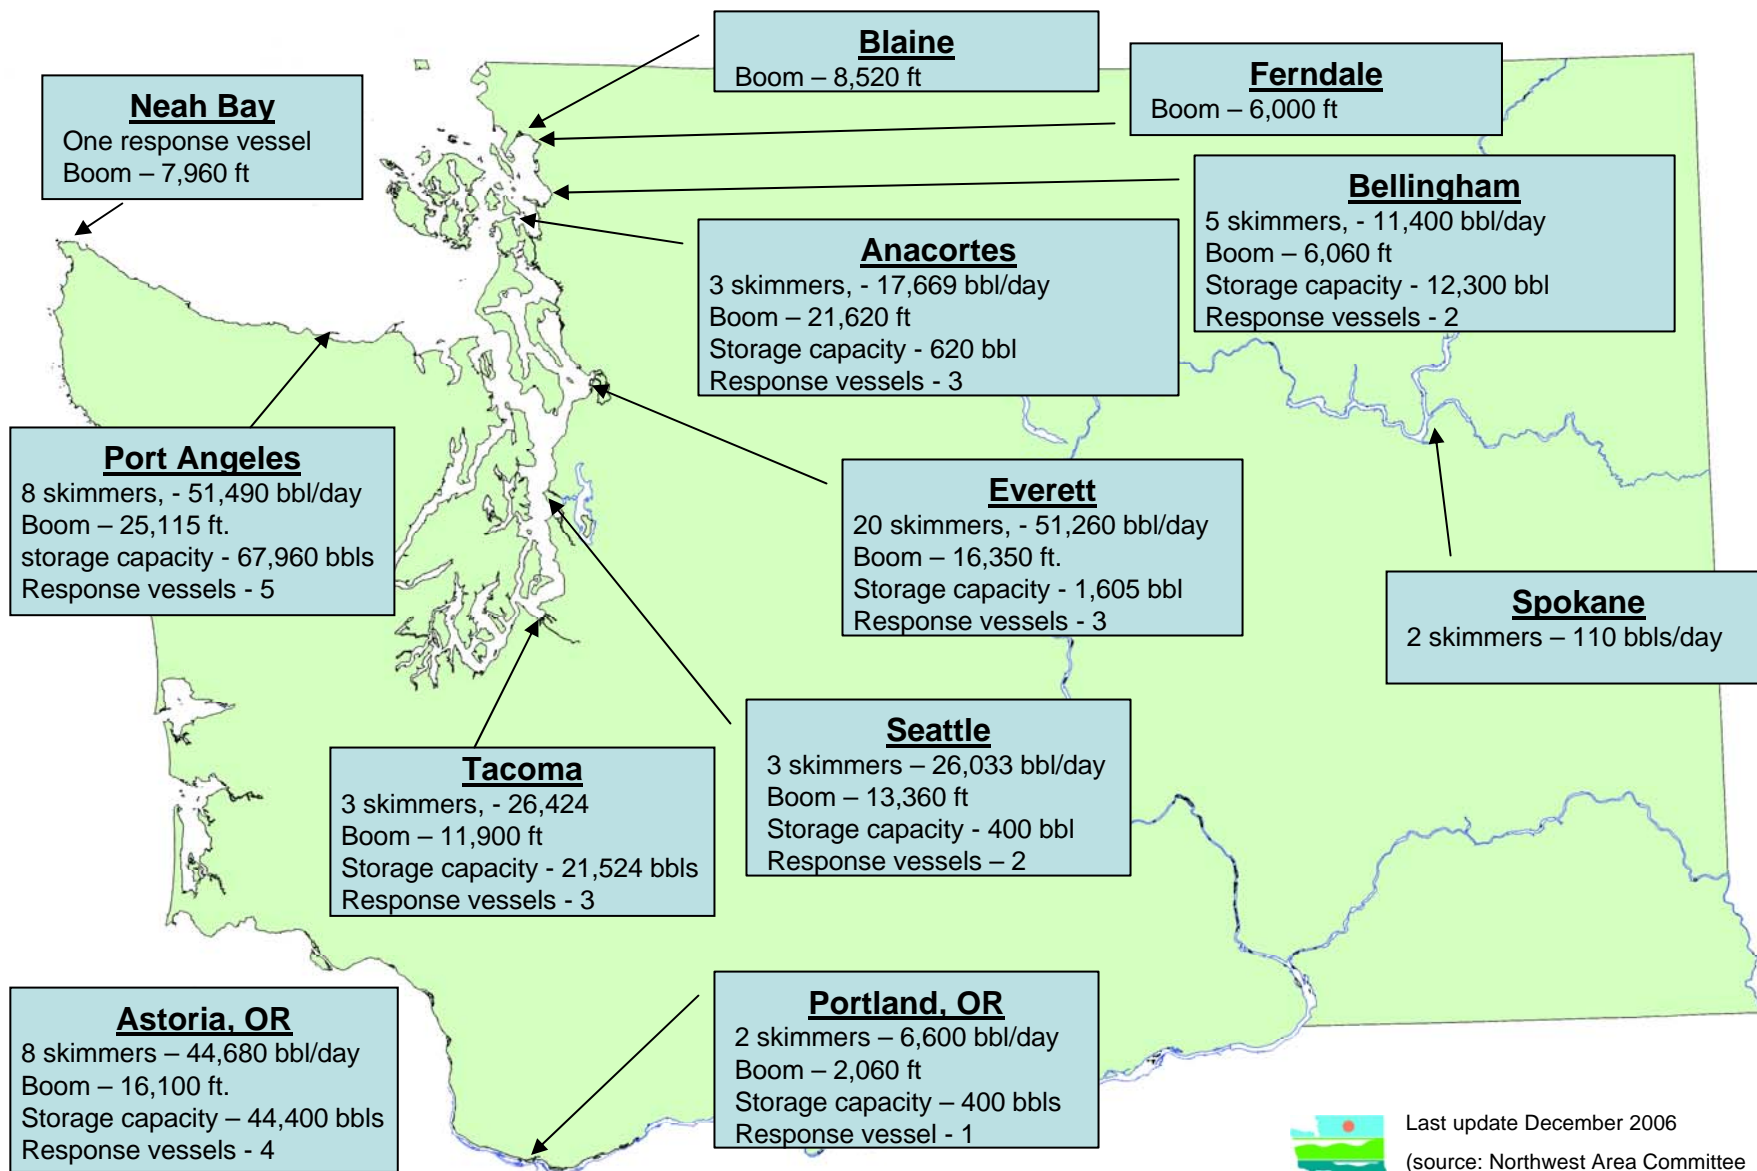 Blaine
Boom – 8,520 ft
Ferndale
Boom – 6,000 ft
Neah Bay
One response vessel
Boom – 7,960 ft
Bellingham
5 skimmers, - 11,400 bbl/day
Boom – 6,060 ft
Storage capacity - 12,300 bbl
Response vessels - 2
Anacortes
3 skimmers, - 17,669 bbl/day
Boom – 21,620 ft
Storage capacity - 620 bbl
Response vessels - 3
Port Angeles
8 skimmers, - 51,490 bbl/day
Boom – 25,115 ft.
storage capacity - 67,960 bbls
Response vessels - 5
Everett
20 skimmers, - 51,260 bbl/day
Boom – 16,350 ft.
Storage capacity - 1,605 bbl
Response vessels - 3
Spokane
2 skimmers – 110 bbls/day
Seattle
3 skimmers – 26,033 bbl/day
Boom – 13,360 ft
Storage capacity - 400 bbl
Response vessels – 2
Tacoma
3 skimmers, - 26,424
Boom – 11,900 ft
Storage capacity - 21,524 bbls
Response vessels - 3
Astoria, OR
8 skimmers – 44,680 bbl/day
Boom – 16,100 ft.
Storage capacity – 44,400 bbls
Response vessels - 4
Portland, OR
2 skimmers – 6,600 bbl/day
Boom – 2,060 ft
Storage capacity – 400 bbls
Response vessel - 1
Last update December 2006
(source: Northwest Area Committee